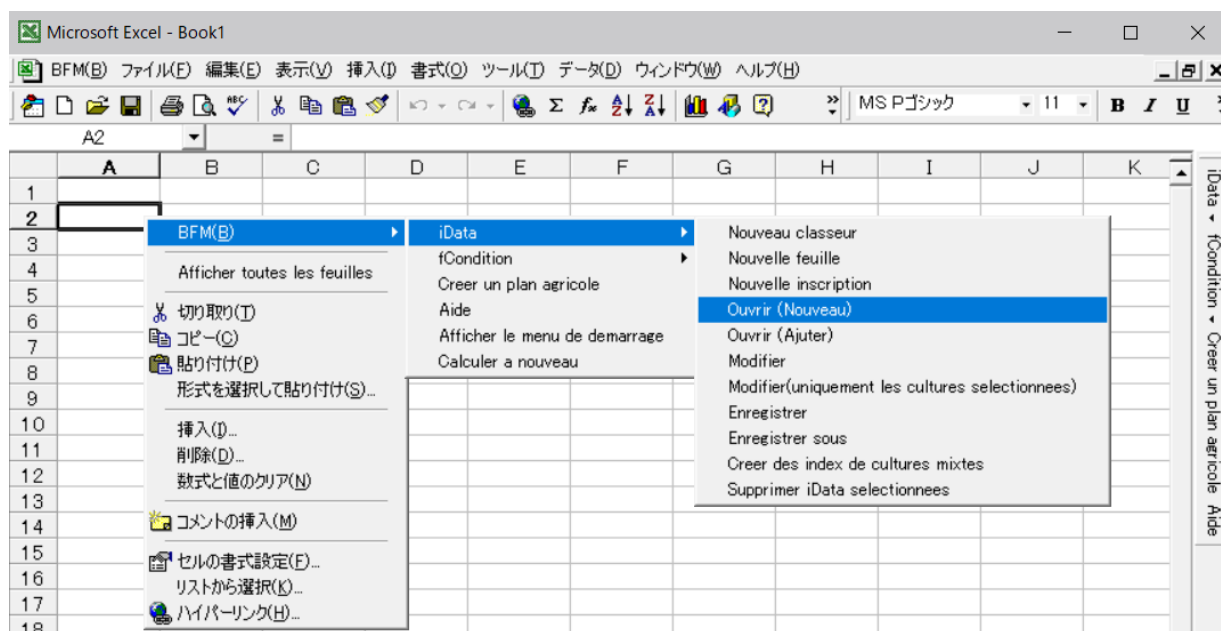 Microsoft Excel - Book1
BFM(B) ファイル(F) 編集(E) 表示(V) 挿入(I) 書式(O) ツール(T) データ(D) ウィンドウ(W) ヘルプ(H)
ABC Σ fx MS Pゴシック 11 B I U
A2 =
A B C D E F G H I J K
1
2
3
4
5
6
7
8
9
10
11
12
13
14
15
16
17
18
BFM(B)
Afficher toutes les feuilles
切り取り(T)
コピー(C)
貼り付け(P)
形式を選択して貼り付け(S)...
挿入(I)...
削除(D)...
数式と値のクリア(N)
コメントの挿入(M)
セルの書式設定(F)...
リストから選択(K)...
ハイパーリンク(H)...
iData
fCondition
Creer un plan agricole
Aide
Afficher le menu de demarrage
Calculer a nouveau
Nouveau classeur
Nouvelle feuille
Nouvelle inscription
Ouvrir (Nouveau)
Ouvrir (Ajuter)
Modifier
Modifier(uniquement les cultures selectionnees)
Enregistrer
Enregistrer sous
Creer des index de cultures mixtes
Supprimer iData selectionnees
iData fCondition Creer un plan agricole Aide